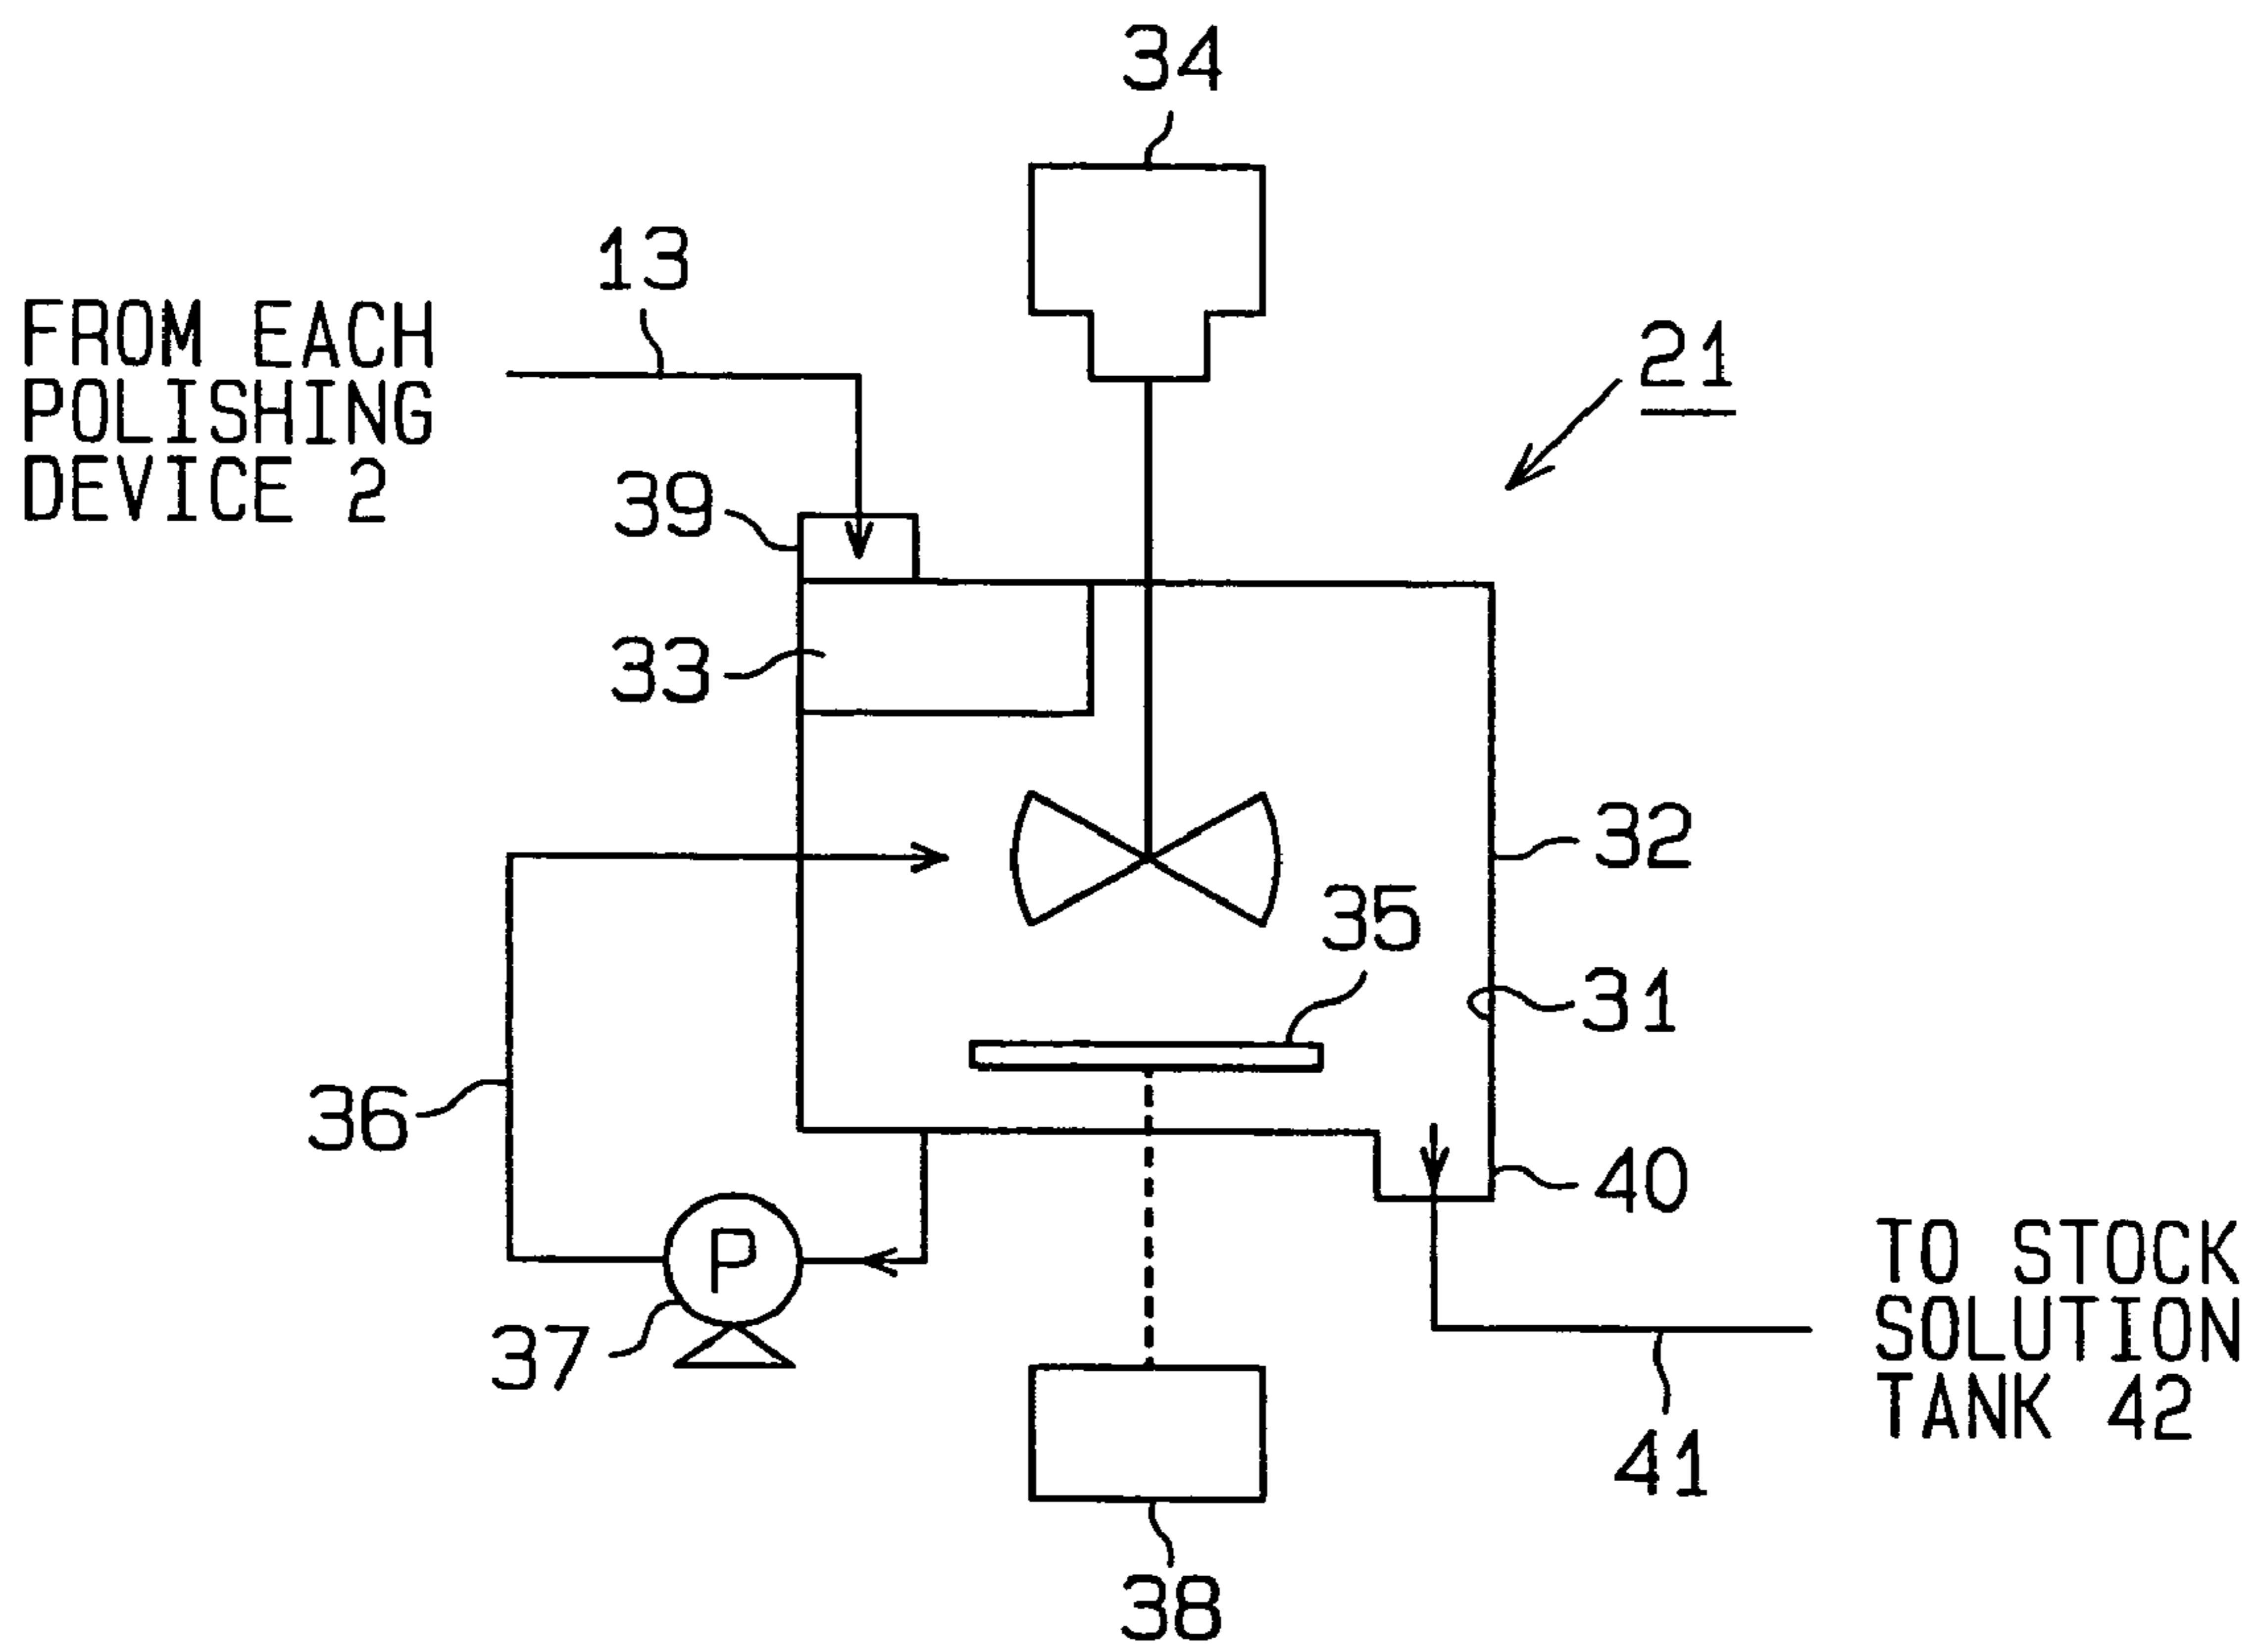 34
13
FROM EACH
POLISHING
DEVICE 2
21
39
33
32
35
31
36
40
P
37
TO STOCK
SOLUTION
TANK 42
41
38